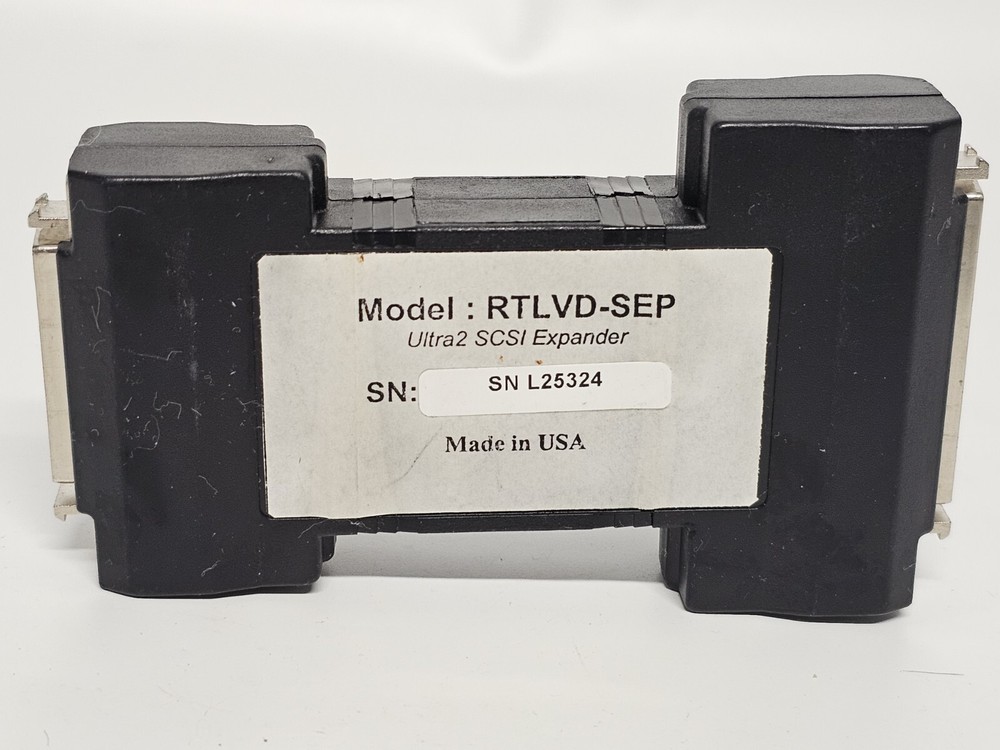 Model : RTLVD-SEP
Ultra2 SCSI Expander
SN: SN L25324
Made in USA